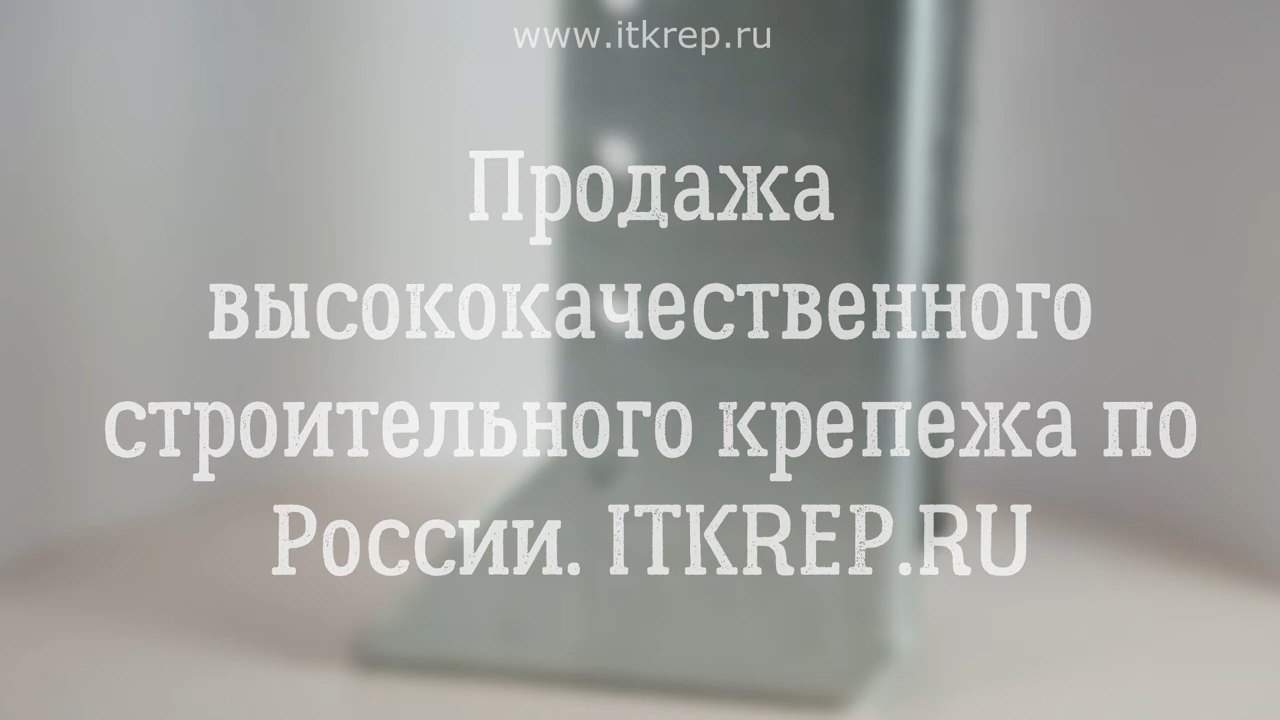 www.itkrep.ru
Продажа
высококачественного
строительного крепежа по
России. ITKREP.RU